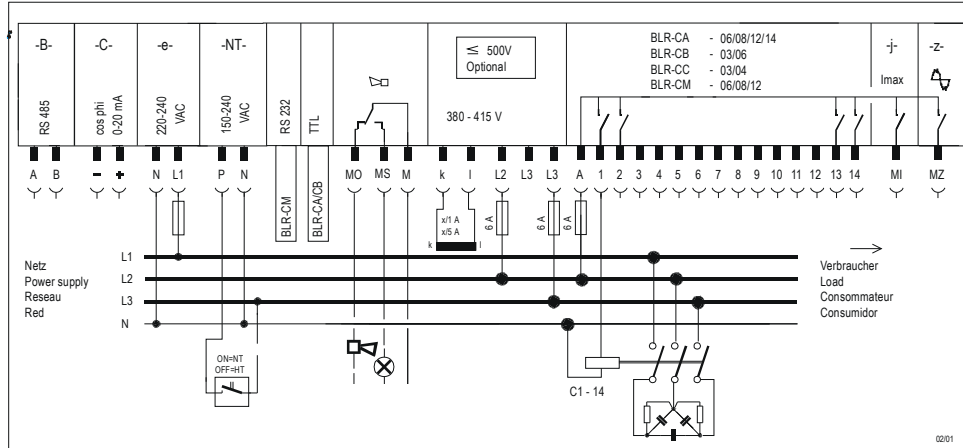 -B-
-C-
-e-
-NT-
≤ 500V
Optional
BLR-CA - 06/08/12/14
BLR-CB - 03/06
BLR-CC - 03/04
BLR-CM - 06/08/12
-j-
-z-
Imax
RS 485
cos phi
0-20 mA
220-240
VAC
150-240
VAC
RS 232
TTL
380 - 415 V
A B - + N L1 P N MO MS M k l L2 L3 L3 A 1 2 3 4 5 6 7 8 9 10 11 12 13 14 MI MZ
BLR-CM
BLR-CA/CB
x/1 A
x/5 A
k l
6 A
6 A
6 A
Netz
Power supply
Reseau
Red
L1
L2
L3
N
Verbraucher
Load
Consommateur
Consumidor
ON=NT
OFF=HT
C1 - 14
02/01